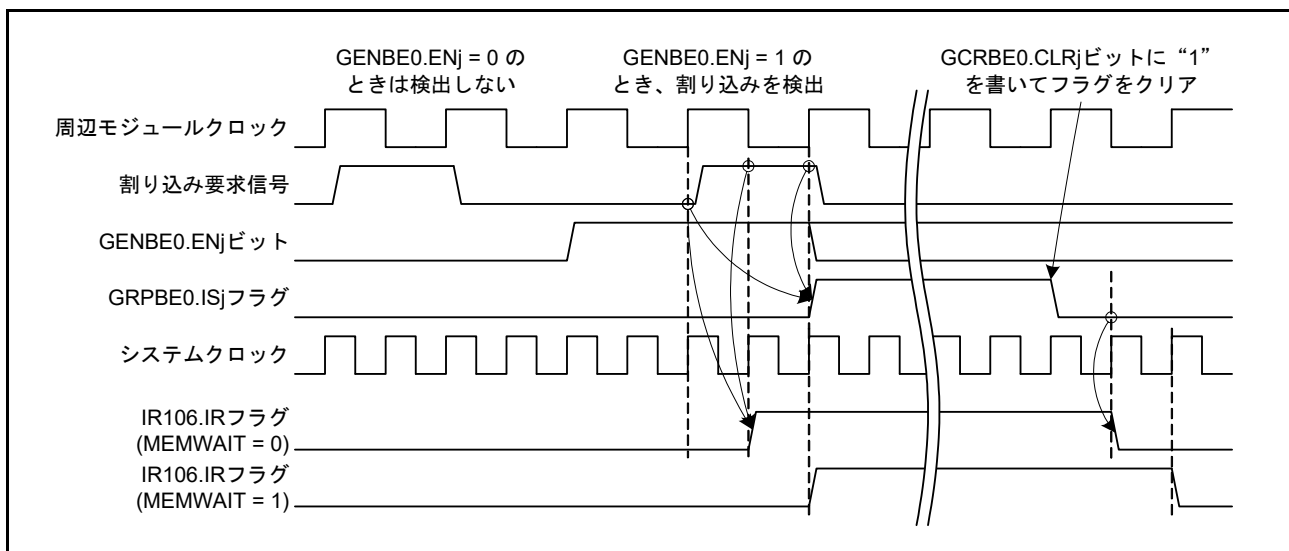 GENBE0.ENj = 0 の
ときは検出しない
GENBE0.ENj = 1 の
とき、割り込みを検出
GCRBE0.CLRjビットに“1”
を書いてフラグをクリア
周辺モジュールクロック
割り込み要求信号
GENBE0.ENjビット
GRPBE0.ISjフラグ
システムクロック
IR106.IRフラグ
(MEMWAIT = 0)
IR106.IRフラグ
(MEMWAIT = 1)